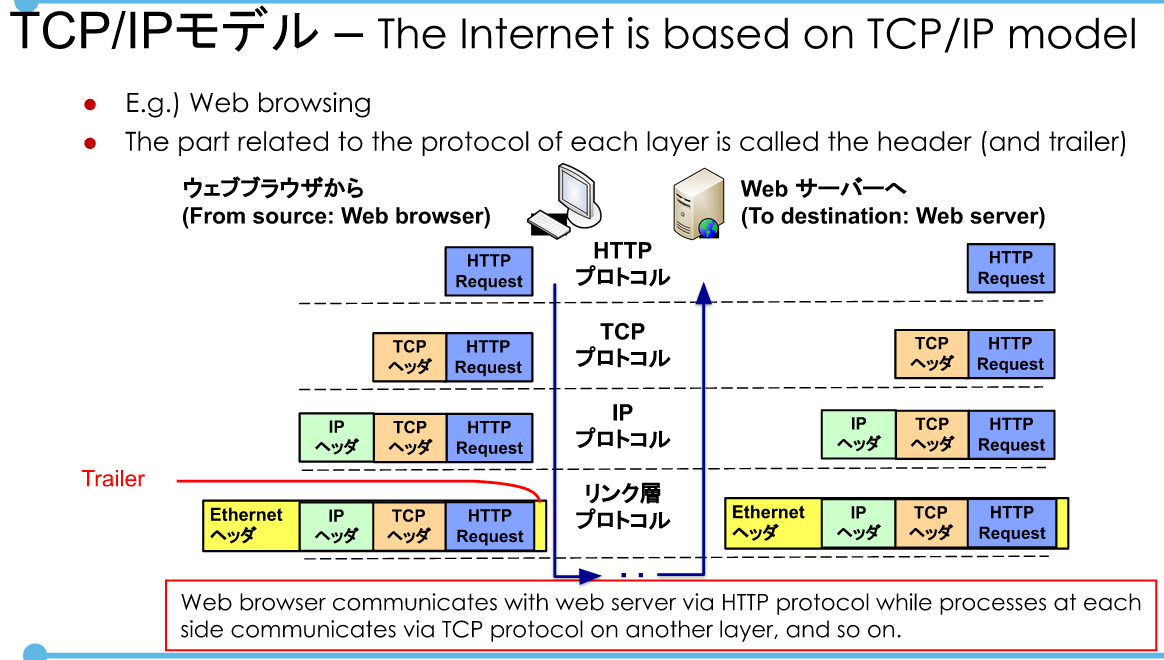 TCP/IPモデル – The Internet is based on TCP/IP model
● E.g.) Web browsing
● The part related to the protocol of each layer is called the header (and trailer)
ウェブブラウザから
(From source: Web browser)
Web サーバーへ
(To destination: Web server)
HTTP
Request
HTTP
プロトコル
HTTP
Request
TCP
ヘッダ
HTTP
Request
TCP
プロトコル
TCP
ヘッダ
HTTP
Request
IP
ヘッダ
TCP
ヘッダ
HTTP
Request
IP
プロトコル
IP
ヘッダ
TCP
ヘッダ
HTTP
Request
Trailer
Ethernet
ヘッダ
IP
ヘッダ
TCP
ヘッダ
HTTP
Request
リンク層
プロトコル
Ethernet
ヘッダ
IP
ヘッダ
TCP
ヘッダ
HTTP
Request
Web browser communicates with web server via HTTP protocol while processes at each
side communicates via TCP protocol on another layer, and so on.